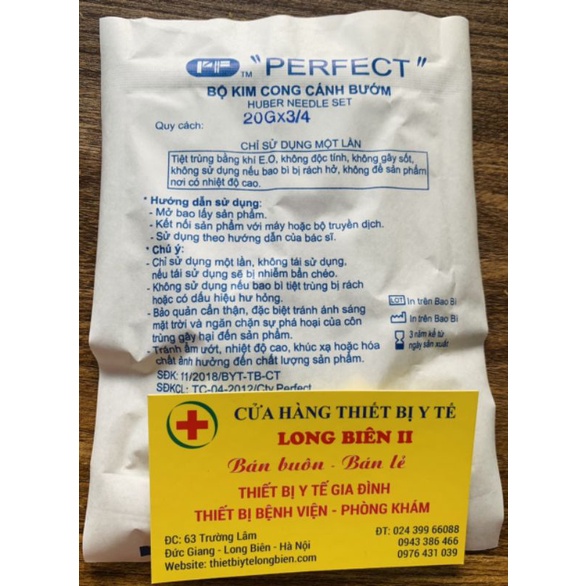 PF TM "PERFECT"
BỘ KIM CONG CÁNH BƯỚM
HUBER NEEDLE SET
Quy cách: 20GX3/4
CHỈ SỬ DỤNG MỘT LẦN
Tiệt trùng bằng khí E.O, không độc tính, không gây sốt,
không sử dụng nếu bao bì bị rách hở, không để sản phẩm
nơi có nhiệt độ cao.
* Hướng dẫn sử dụng:
- Mở bao lấy sản phẩm.
- Kết nối sản phẩm với máy hoặc bộ truyền dịch.
- Sử dụng theo hướng dẫn của bác sĩ.
* Chú ý:
- Chỉ sử dụng một lần, không tái sử dụng,
nếu tái sử dụng sẽ bị nhiễm bẩn chéo.
- Không sử dụng nếu bao bì tiệt trùng bị rách
hoặc có dấu hiệu hư hỏng.
- Bảo quản cẩn thận, đặc biệt tránh ánh sáng
mặt trời và ngăn chặn sự phá hoại của côn
trùng gây hại đến sản phẩm.
- Tránh ẩm ướt, nhiệt độ cao, khúc xạ hoặc hóa
chất ảnh hưởng đến chất lượng sản phẩm.
SĐK: 11/2018/BYT-TB-CT
SĐKCL: TC-04-2012/Cty Perfect
LOT In trên Bao Bì
In trên Bao Bì
3 năm kể từ
ngày sản xuất
CỬA HÀNG THIẾT BỊ Y TẾ
LONG BIÊN II
Bán buôn - Bán lẻ
THIẾT BỊ Y TẾ GIA ĐÌNH
THIẾT BỊ BỆNH VIỆN - PHÒNG KHÁM
ĐC: 63 Trường Lâm
Đức Giang - Long Biên - Hà Nội
Website: thietbiytelongbien.com
ĐT: 024 399 66088
0943 386 466
0976 431 039